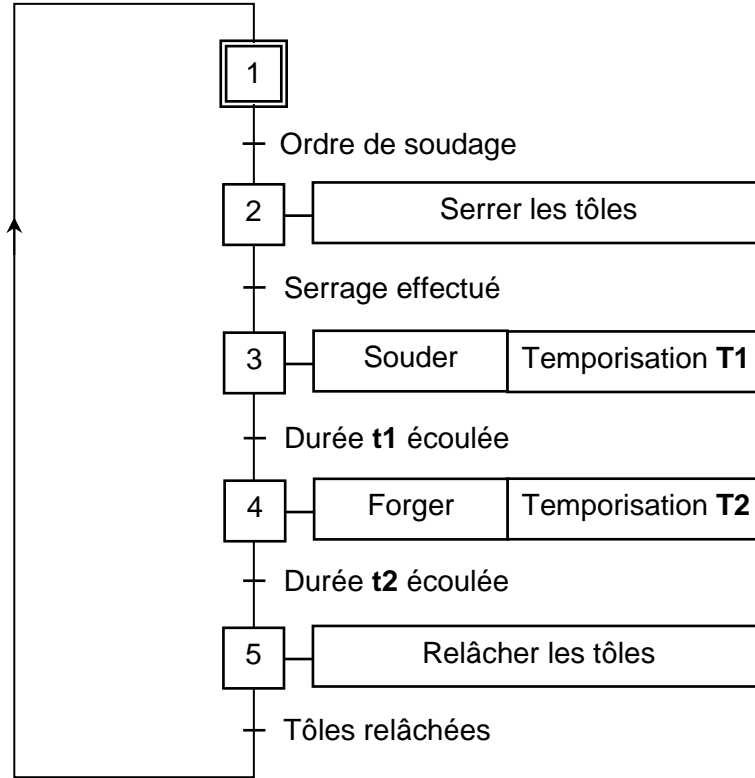 1
Ordre de soudage
2 Serrer les tôles
Serrage effectué
3 Souder Temporisation T1
Durée t1 écoulée
4 Forger Temporisation T2
Durée t2 écoulée
5 Relâcher les tôles
Tôles relâchées